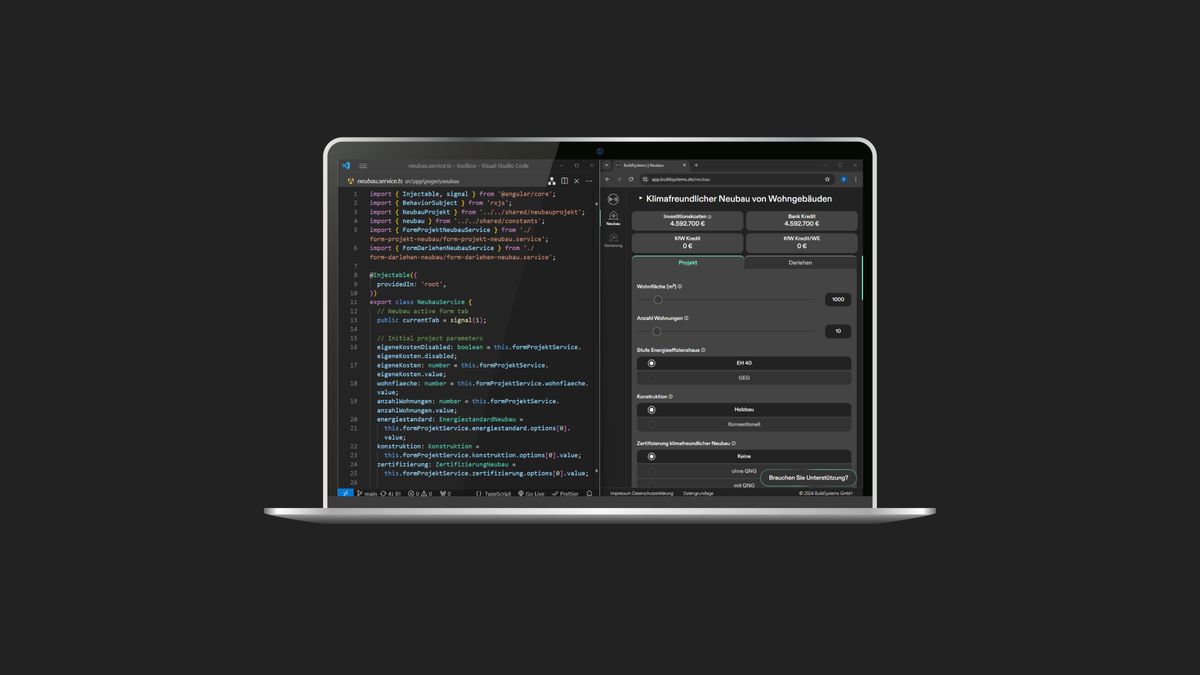 neubau.service.ts - toolbox - Visual Studio Code
neubau.service.ts src\app\pages\neubau
1 import { Injectable, signal } from '@angular/core';
2 import { BehaviorSubject } from 'rxjs';
3 import { NeubauProjekt } from '../../shared/neubauprojekt';
4 import { neubau } from '../../shared/constants';
5 import { FormProjektNeubauService } from './
form-projekt-neubau/form-projekt-neubau.service';
6 import { FormDarlehenNeubauService } from './
form-darlehen-neubau/form-darlehen-neubau.service';
7
8 @Injectable({
9 providedIn: 'root',
10 })
11 export class NeubauService {
12 // Neubau active form tab
13 public currentTab = signal(1);
14
15 // Initial project parameters
16 eigeneKostenDisabled: boolean = this.formProjektService.
eigeneKosten.disabled;
17 eigeneKosten: number = this.formProjektService.
eigeneKosten.value;
18 wohnflaeche: number = this.formProjektService.wohnflaeche.
value;
19 anzahlWohnungen: number = this.formProjektService.
anzahlWohnungen.value;
20 energiestandard: EnergiestandardNeubau =
21 this.formProjektService.energiestandard.options[0].
value;
22 konstruktion: Konstruktion =
23 this.formProjektService.konstruktion.options[0].value;
24 zertifizierung: ZertifizierungNeubau =
25 this.formProjektService.zertifizierung.options[0].value;
26
main 4↓ 0↑ 0 0 0 {} TypeScript Go Live Prettier
BuildSystems | Neubau
app.buildsystems.de/neubau
Neubau
Sanierung
Klimafreundlicher Neubau von Wohngebäuden
Investitionskosten
4.592.700 €
Bank Kredit
4.592.700 €
KfW Kredit
0 €
KfW Kredit/WE
0 €
Projekt
Darlehen
Wohnfläche [m²]
1000
Anzahl Wohnungen
10
Stufe Energieeffizienzhaus
EH 40
GEG
Konstruktion
Holzbau
Konventionell
Zertifizierung klimafreundlicher Neubau
Keine
ohne QNG
mit QNG
Brauchen Sie Unterstützung?
Impressum Datenschutzerklärung Datengrundlage © 2024 BuildSystems GmbH